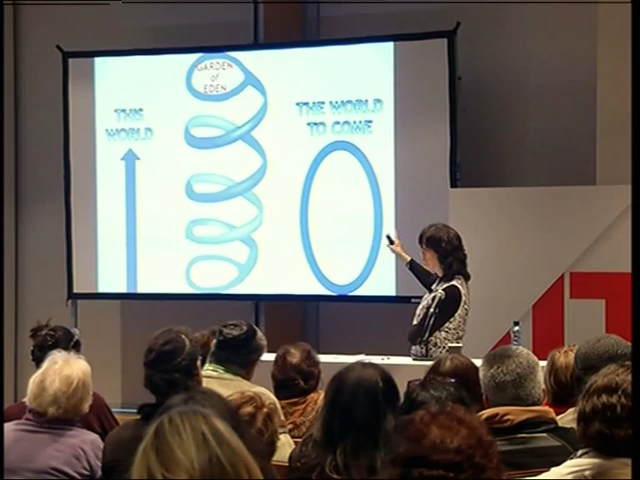 THIS
WORLD
GARDEN
of
EDEN
THE WORLD
TO COME